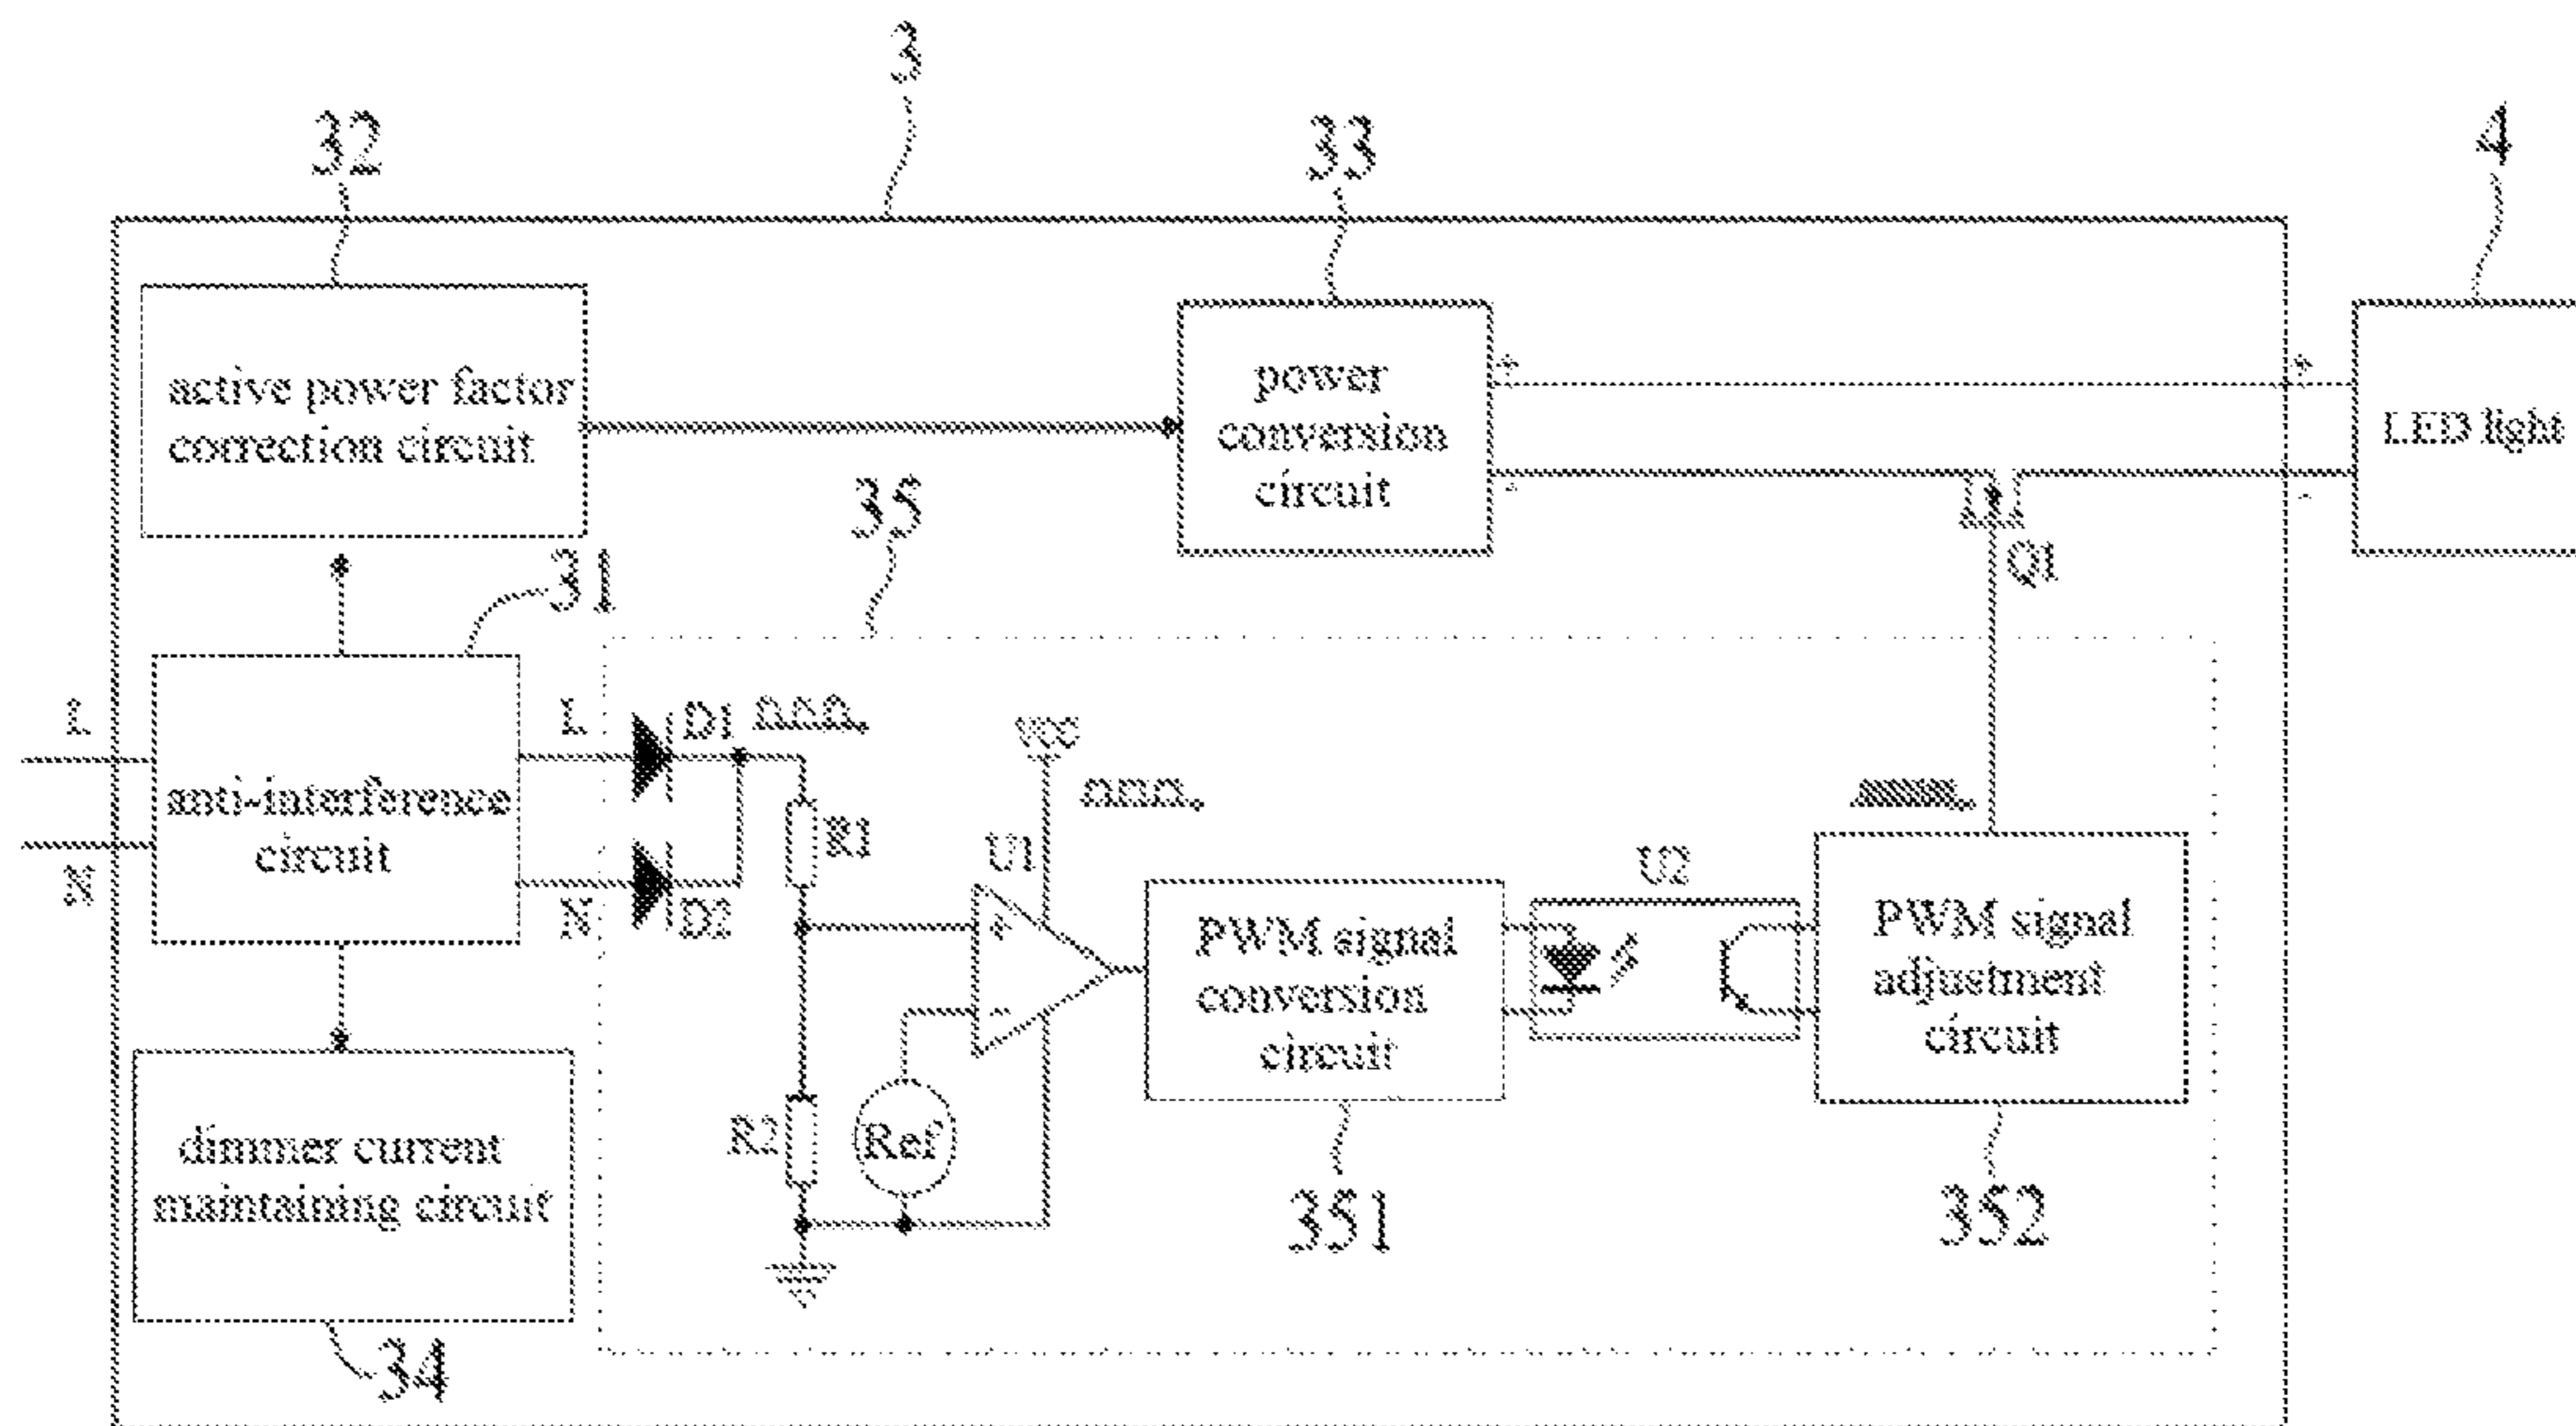 3
32
33
4
active power factor
correction circuit
power
conversion
circuit
+
-
+
-
LED light
35
31
Q1
L
N
anti-interference
circuit
L
N
D1
D2
R1
R2
Ref
VCC
U1
+
-
PWM signal
conversion
circuit
U2
PWM signal
adjustment
circuit
351
352
dimmer current
maintaining circuit
34